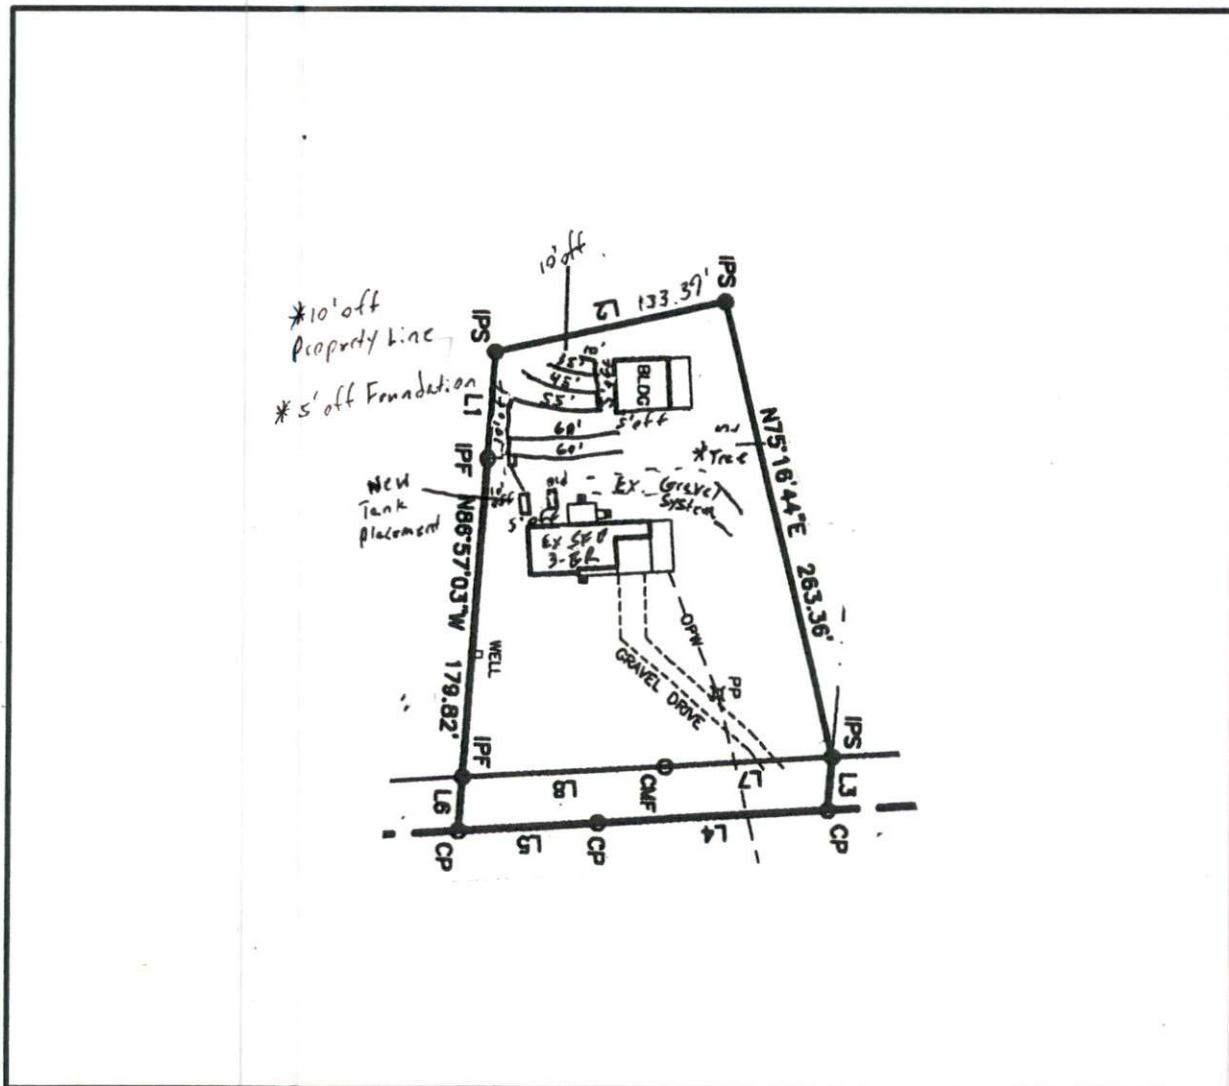 10' off
IPS
133.37'
L2
*10' off
Property Line
IPS
*5' off Foundation
L1
45'
55'
BLDG
5' off
60'
60'
*Tree
N75°16'44"E 263.36'
IPF
New
Tank
placement
Old
EX. Gravel
System
5' off
EX SFD
3-BR
N86°57'03"W 179.82'
WELL
OPW
PP
GRAVEL DRIVE
IPS
IPF
L3
L7
CMF
L8
L6
CP
L4
CP
L5
CP